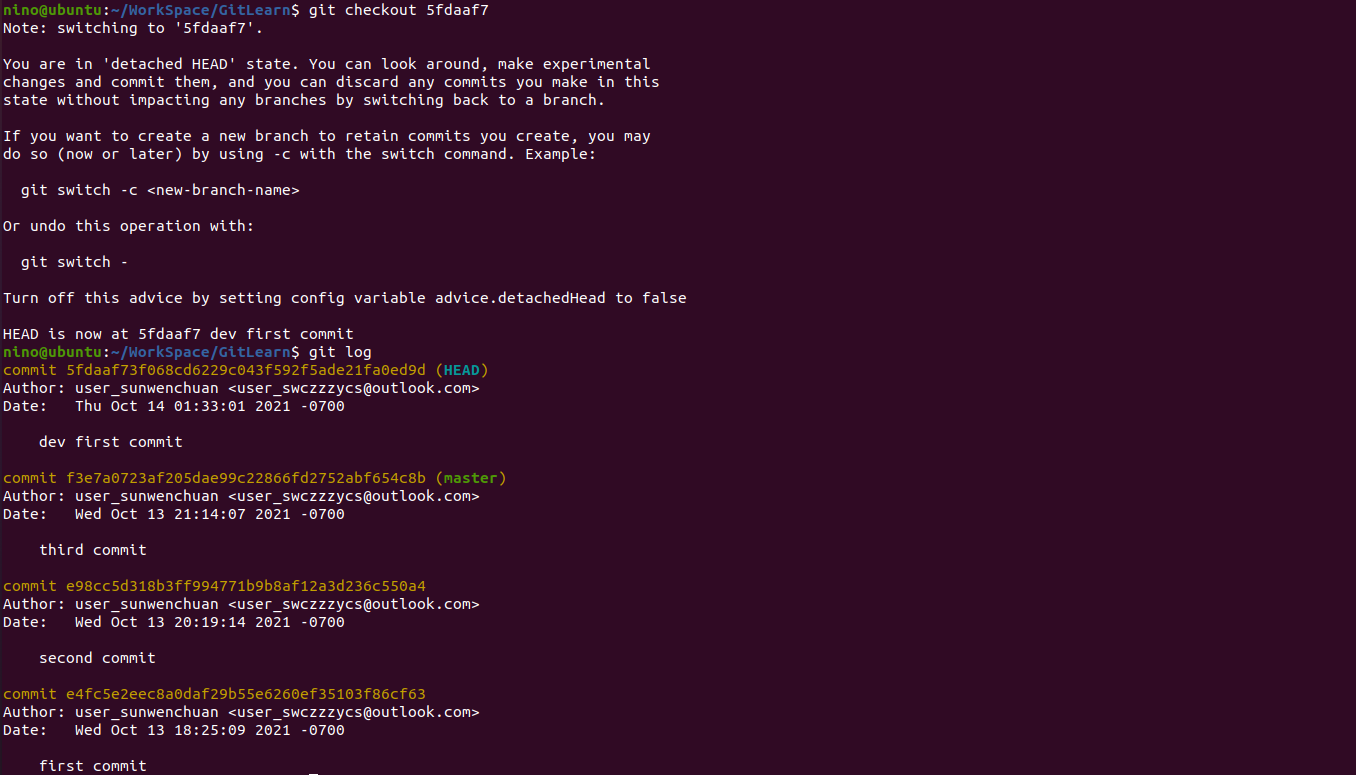 nino@ubuntu:~/WorkSpace/GitLearn$ git checkout 5fdaaf7
Note: switching to '5fdaaf7'.
You are in 'detached HEAD' state. You can look around, make experimental
changes and commit them, and you can discard any commits you make in this
state without impacting any branches by switching back to a branch.
If you want to create a new branch to retain commits you create, you may
do so (now or later) by using -c with the switch command. Example:
git switch -c <new-branch-name>
Or undo this operation with:
git switch -
Turn off this advice by setting config variable advice.detachedHead to false
HEAD is now at 5fdaaf7 dev first commit
nino@ubuntu:~/WorkSpace/GitLearn$ git log
commit 5fdaaf73f068cd6229c043f592f5ade21fa0ed9d (HEAD)
Author: user_sunwenchuan <user_swczzzycs@outlook.com>
Date:   Thu Oct 14 01:33:01 2021 -0700
dev first commit
commit f3e7a0723af205dae99c22866fd2752abf654c8b (master)
Author: user_sunwenchuan <user_swczzzycs@outlook.com>
Date:   Wed Oct 13 21:14:07 2021 -0700
third commit
commit e98cc5d318b3ff994771b9b8af12a3d236c550a4
Author: user_sunwenchuan <user_swczzzycs@outlook.com>
Date:   Wed Oct 13 20:19:14 2021 -0700
second commit
commit e4fc5e2eec8a0daf29b55e6260ef35103f86cf63
Author: user_sunwenchuan <user_swczzzycs@outlook.com>
Date:   Wed Oct 13 18:25:09 2021 -0700
first commit